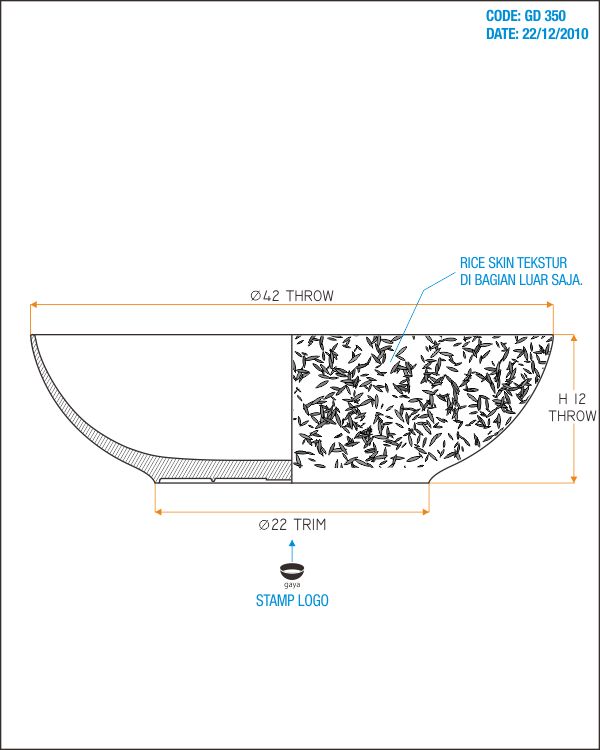 CODE: GD 350
DATE: 22/12/2010
RICE SKIN TEKSTUR
DI BAGIAN LUAR SAJA.
∅42 THROW
H 12
THROW
∅22 TRIM
gaya
STAMP LOGO